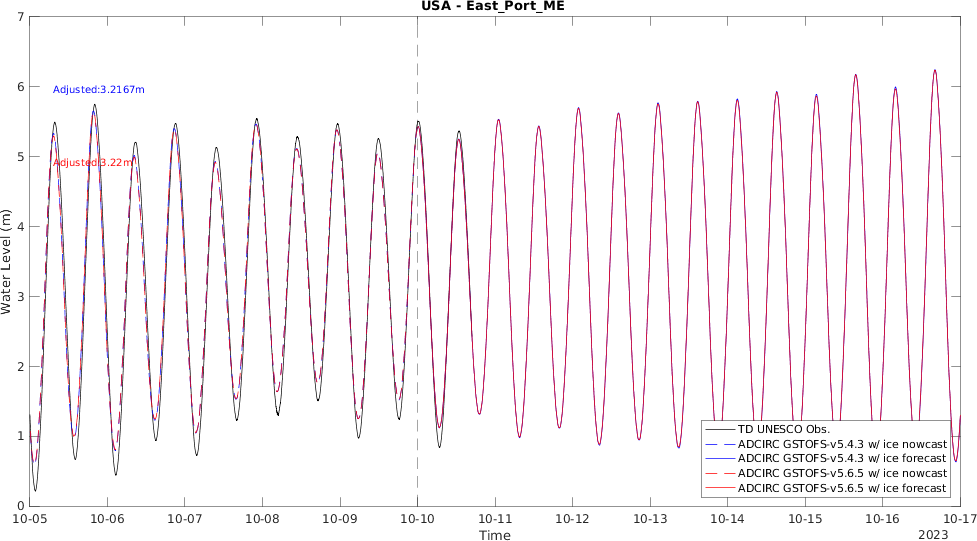 USA - East_Port_ME
7
6
5
4
3
2
1
0
Water Level (m)
Adjusted:3.2167m
Adjusted:3.22m
TD UNESCO Obs.
ADCIRC GSTOFS-v5.4.3 w/ ice nowcast
ADCIRC GSTOFS-v5.4.3 w/ ice forecast
ADCIRC GSTOFS-v5.6.5 w/ ice nowcast
ADCIRC GSTOFS-v5.6.5 w/ ice forecast
10-05 10-06 10-07 10-08 10-09 10-10 10-11 10-12 10-13 10-14 10-15 10-16 10-17
Time
2023